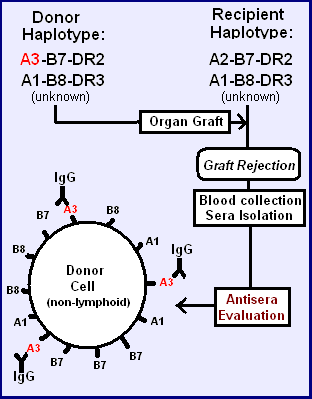 Donor
Haplotype:
A3-B7-DR2
A1-B8-DR3
(unknown)
Recipient
Haplotype:
A2-B7-DR2
A1-B8-DR3
(unknown)
Organ Graft
Graft Rejection
Blood collection
Sera Isolation
Antisera
Evaluation
IgG
A3
B7
B8
B8
A1
B8
IgG
A3
Donor
Cell
(non-lymphoid)
A1
A1
A3
IgG
B7
B7
B7